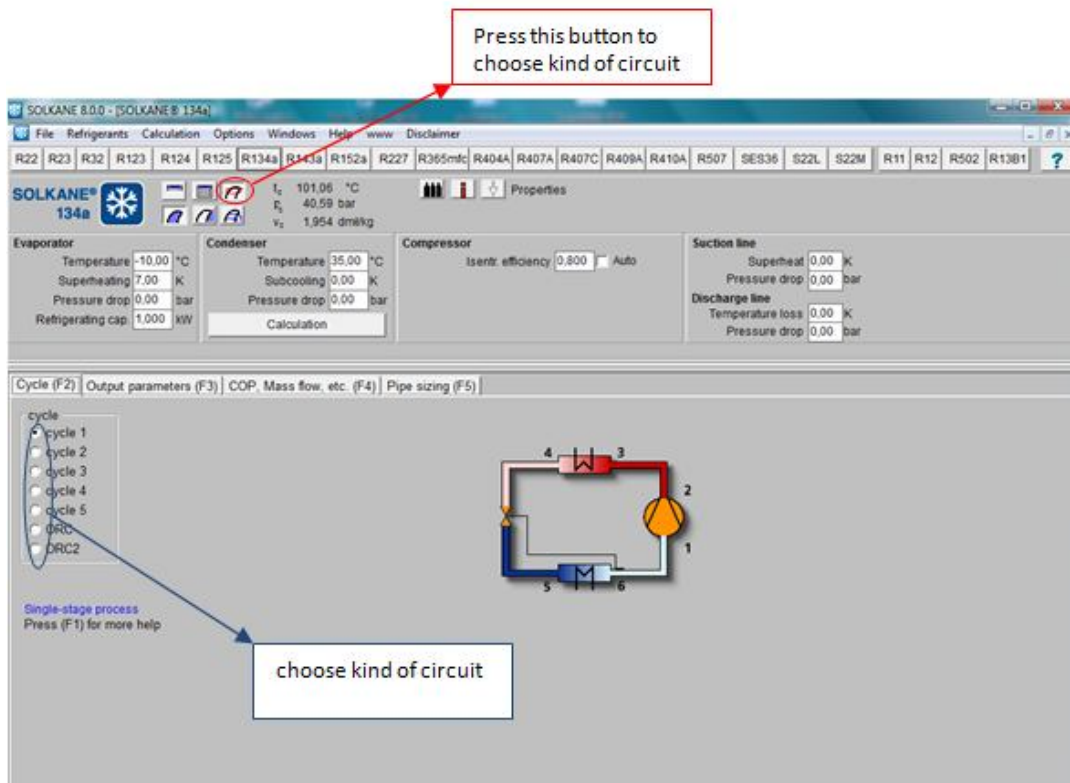 Press this button to
choose kind of circuit
SOLKANE 8.0.0 - [SOLKANE® 134a]
File Refrigerants Calculation Options Windows Help www Disclaimer
R22 R23 R32 R123 R124 R125 R134a R143a R152a R227 R365mfc R404A R407A R407C R409A R410A R507 SES36 S22L S22M R11 R12 R502 R13B1 ?
SOLKANE®
134a
101,06 °C
40,59 bar
1,954 dm³/kg
Properties
Evaporator
Temperature -10,00 °C
Superheating 7,00 K
Pressure drop 0,00 bar
Refrigerating cap. 1,000 kW
Condenser
Temperature 35,00 °C
Subcooling 0,00 K
Pressure drop 0,00 bar
Calculation
Compressor
Isentr. efficiency 0,800 Auto
Suction line
Superheat 0,00 K
Pressure drop 0,00 bar
Discharge line
Temperature loss 0,00 K
Pressure drop 0,00 bar
Cycle (F2) Output parameters (F3) COP, Mass flow, etc. (F4) Pipe sizing (F5)
cycle
cycle 1
cycle 2
cycle 3
cycle 4
cycle 5
ORC
ORC2
4 3
2
1
5 6
Single-stage process
Press (F1) for more help
choose kind of circuit